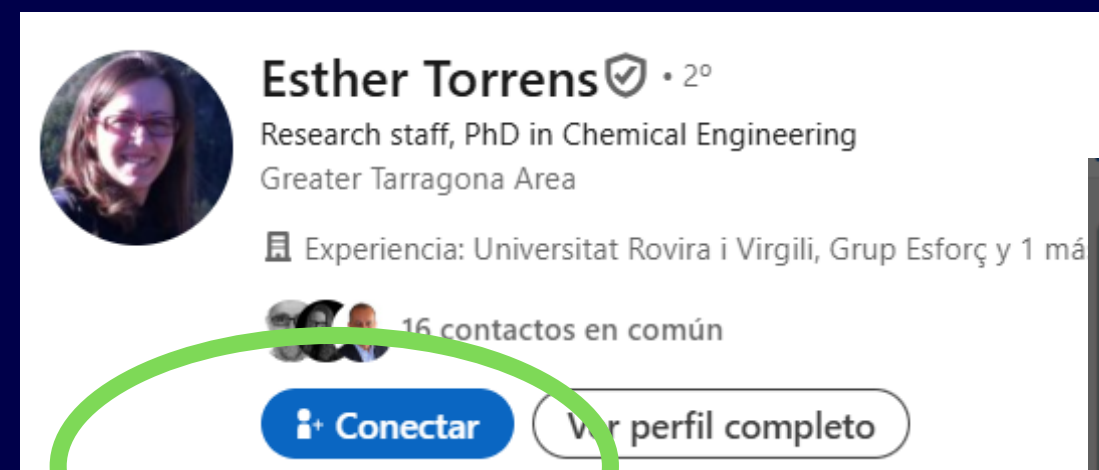 Esther Torrens • 2º
Research staff, PhD in Chemical Engineering
Greater Tarragona Area
Experiencia: Universitat Rovira i Virgili, Grup Esforç y 1 má
16 contactos en común
Conectar
Ver perfil completo